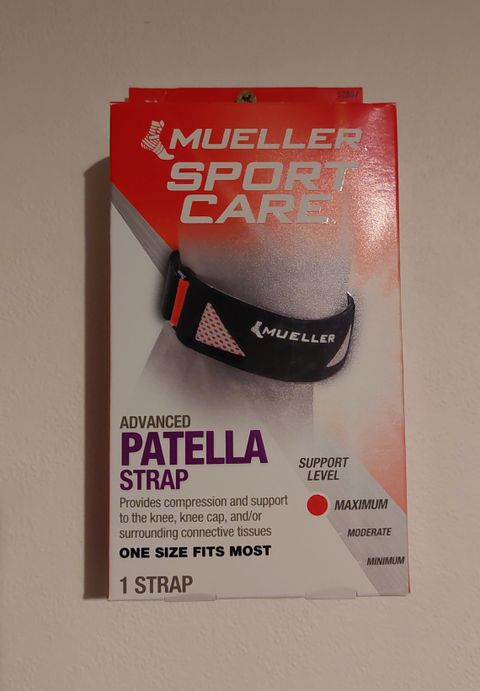 MUELLER
SPORT
CARE
MUELLER
ADVANCED
PATELLA
STRAP
Provides compression and support
to the knee, knee cap, and/or
surrounding connective tissues
ONE SIZE FITS MOST
1 STRAP
SUPPORT
LEVEL
MAXIMUM
MODERATE
MINIMUM